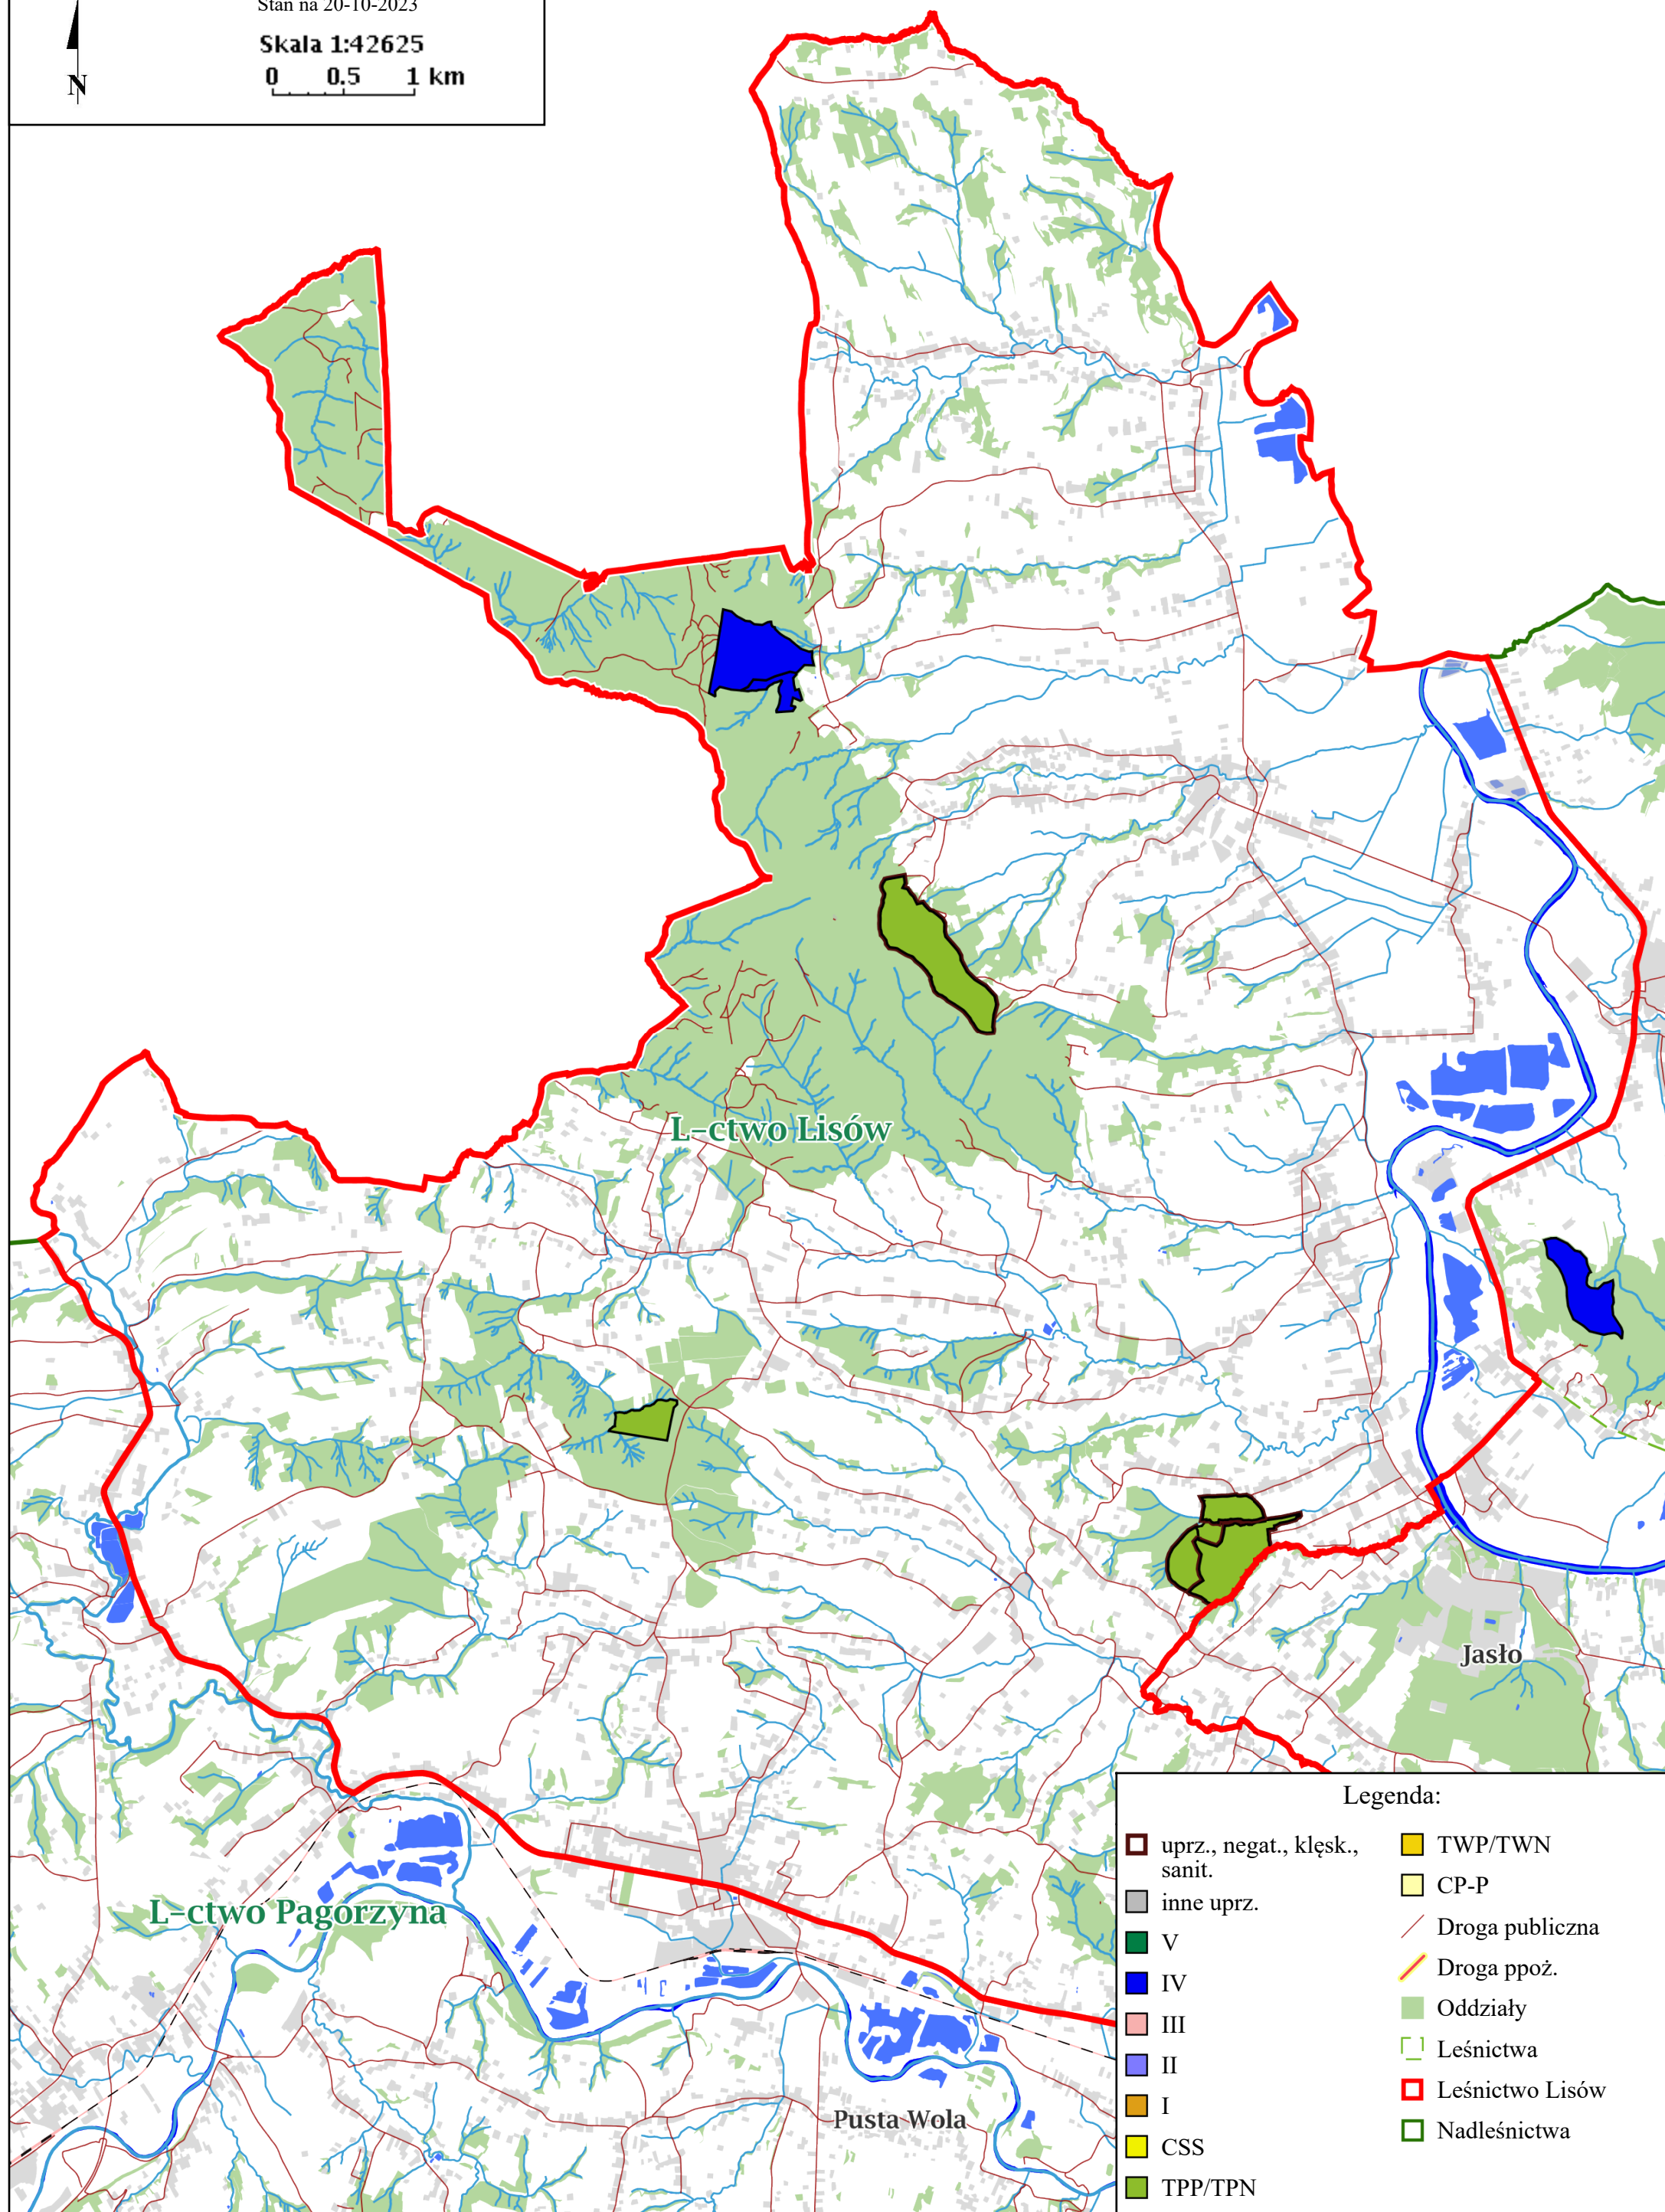 Stan na 20-10-2023
Skala 1:42625
0 0.5 1 km
N
L-ctwo Lisów
Jasło
L-ctwo Pagorzyna
Pusta Wola
Legenda:
uprz., negat., klęsk.,
sanit.
inne uprz.
V
IV
III
II
I
CSS
TPP/TPN
TWP/TWN
CP-P
Droga publiczna
Droga ppoż.
Oddziały
Leśnictwa
Leśnictwo Lisów
Nadleśnictwa